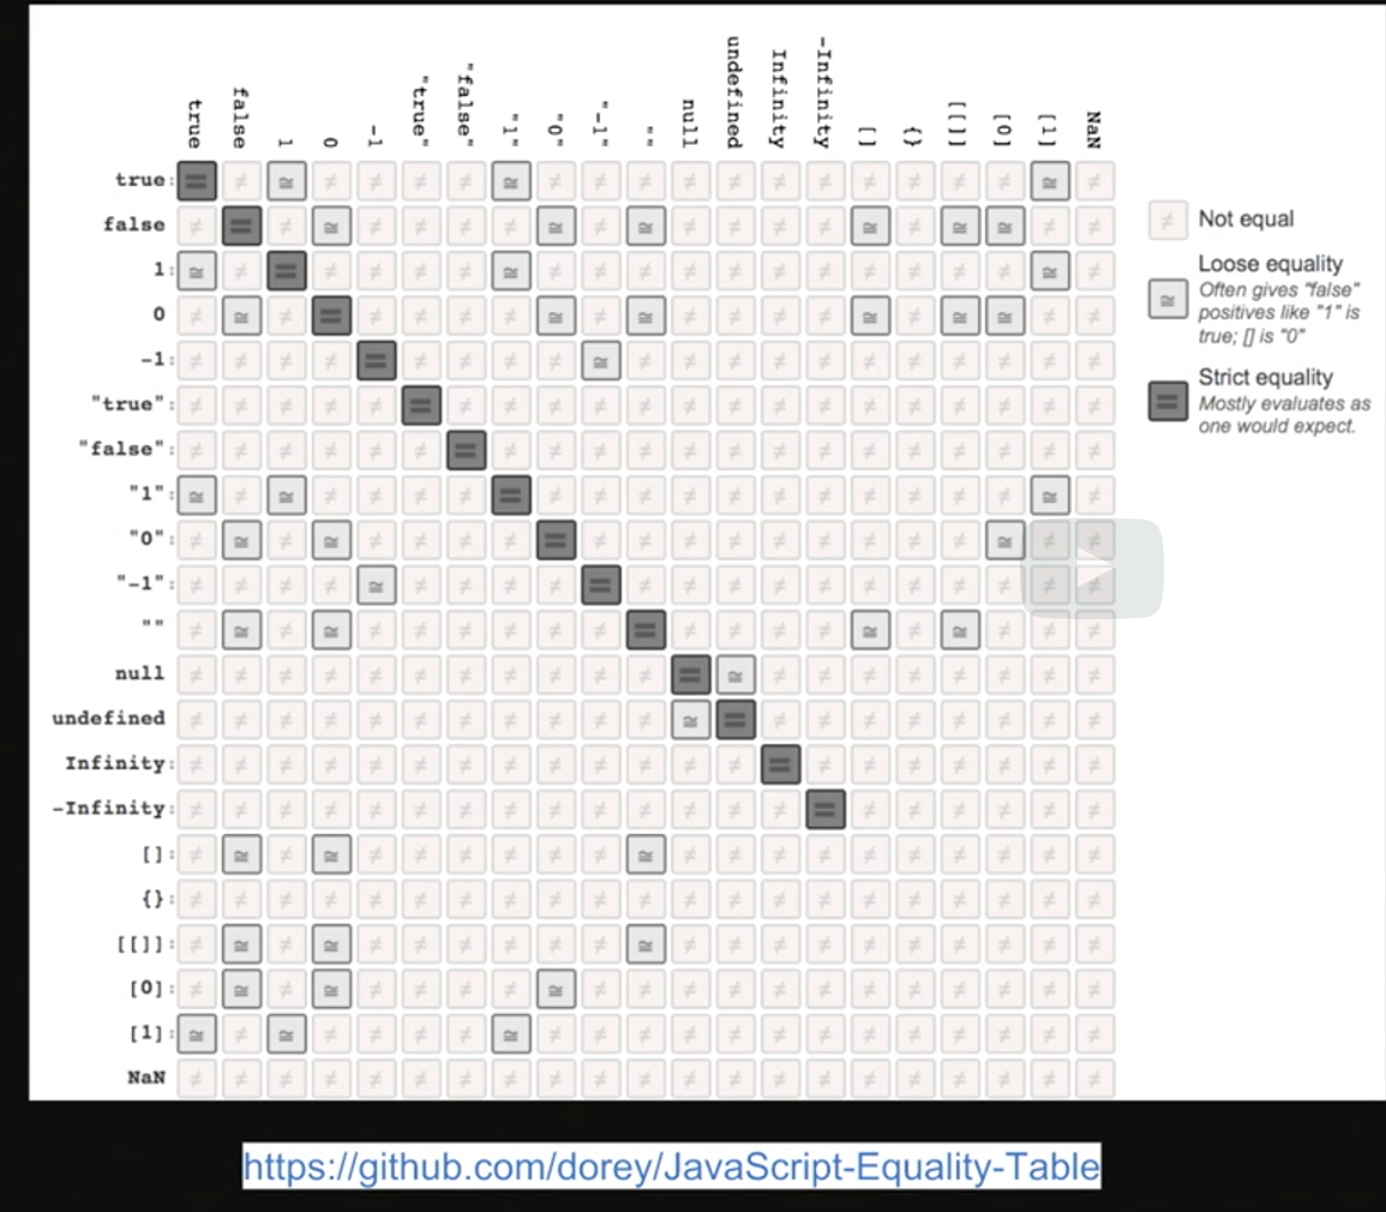 true false 1 0 -1 "true" "false" "1" "0" "-1" "" null undefined Infinity -Infinity [] {} [[]] [0] [1] NaN
true: = ≠ ≅ ≠ ≠ ≠ ≠ ≅ ≠ ≠ ≠ ≠ ≠ ≠ ≠ ≠ ≠ ≠ ≠ ≅ ≠
false ≠ = ≠ ≅ ≠ ≠ ≠ ≠ ≅ ≠ ≅ ≠ ≠ ≠ ≠ ≅ ≠ ≅ ≅ ≠ ≠
1: ≅ ≠ = ≠ ≠ ≠ ≠ ≅ ≠ ≠ ≠ ≠ ≠ ≠ ≠ ≠ ≠ ≠ ≠ ≅ ≠
0 ≠ ≅ ≠ = ≠ ≠ ≠ ≠ ≅ ≠ ≅ ≠ ≠ ≠ ≠ ≅ ≠ ≅ ≅ ≠ ≠
-1: ≠ ≠ ≠ ≠ = ≠ ≠ ≠ ≠ ≅ ≠ ≠ ≠ ≠ ≠ ≠ ≠ ≠ ≠ ≠ ≠
"true": ≠ ≠ ≠ ≠ ≠ = ≠ ≠ ≠ ≠ ≠ ≠ ≠ ≠ ≠ ≠ ≠ ≠ ≠ ≠ ≠
"false": ≠ ≠ ≠ ≠ ≠ ≠ = ≠ ≠ ≠ ≠ ≠ ≠ ≠ ≠ ≠ ≠ ≠ ≠ ≠ ≠
"1": ≅ ≠ ≅ ≠ ≠ ≠ ≠ = ≠ ≠ ≠ ≠ ≠ ≠ ≠ ≠ ≠ ≠ ≠ ≅ ≠
"0": ≠ ≅ ≠ ≅ ≠ ≠ ≠ ≠ = ≠ ≠ ≠ ≠ ≠ ≠ ≠ ≠ ≠ ≅ ≠ ≠
"-1": ≠ ≠ ≠ ≠ ≅ ≠ ≠ ≠ ≠ = ≠ ≠ ≠ ≠ ≠ ≠ ≠ ≠ ≠ ≠ ≠
"" ≠ ≅ ≠ ≅ ≠ ≠ ≠ ≠ ≠ ≠ = ≠ ≠ ≠ ≠ ≅ ≠ ≅ ≠ ≠ ≠
null ≠ ≠ ≠ ≠ ≠ ≠ ≠ ≠ ≠ ≠ ≠ = ≅ ≠ ≠ ≠ ≠ ≠ ≠ ≠ ≠
undefined ≠ ≠ ≠ ≠ ≠ ≠ ≠ ≠ ≠ ≠ ≠ ≅ = ≠ ≠ ≠ ≠ ≠ ≠ ≠ ≠
Infinity: ≠ ≠ ≠ ≠ ≠ ≠ ≠ ≠ ≠ ≠ ≠ ≠ ≠ = ≠ ≠ ≠ ≠ ≠ ≠ ≠
-Infinity: ≠ ≠ ≠ ≠ ≠ ≠ ≠ ≠ ≠ ≠ ≠ ≠ ≠ ≠ = ≠ ≠ ≠ ≠ ≠ ≠
[]: ≠ ≅ ≠ ≅ ≠ ≠ ≠ ≠ ≠ ≠ ≅ ≠ ≠ ≠ ≠ ≠ ≠ ≠ ≠ ≠ ≠
{}: ≠ ≠ ≠ ≠ ≠ ≠ ≠ ≠ ≠ ≠ ≠ ≠ ≠ ≠ ≠ ≠ ≠ ≠ ≠ ≠ ≠
[[]]: ≠ ≅ ≠ ≅ ≠ ≠ ≠ ≠ ≠ ≠ ≅ ≠ ≠ ≠ ≠ ≠ ≠ ≠ ≠ ≠ ≠
[0]: ≠ ≅ ≠ ≅ ≠ ≠ ≠ ≠ ≅ ≠ ≠ ≠ ≠ ≠ ≠ ≠ ≠ ≠ ≠ ≠ ≠
[1]: ≅ ≠ ≅ ≠ ≠ ≠ ≠ ≅ ≠ ≠ ≠ ≠ ≠ ≠ ≠ ≠ ≠ ≠ ≠ ≠ ≠
NaN ≠ ≠ ≠ ≠ ≠ ≠ ≠ ≠ ≠ ≠ ≠ ≠ ≠ ≠ ≠ ≠ ≠ ≠ ≠ ≠ ≠
≠ Not equal
Loose equality
≅ Often gives "false"
positives like "1" is
true; [] is "0"
Strict equality
= Mostly evaluates as
one would expect.
https://github.com/dorey/JavaScript-Equality-Table